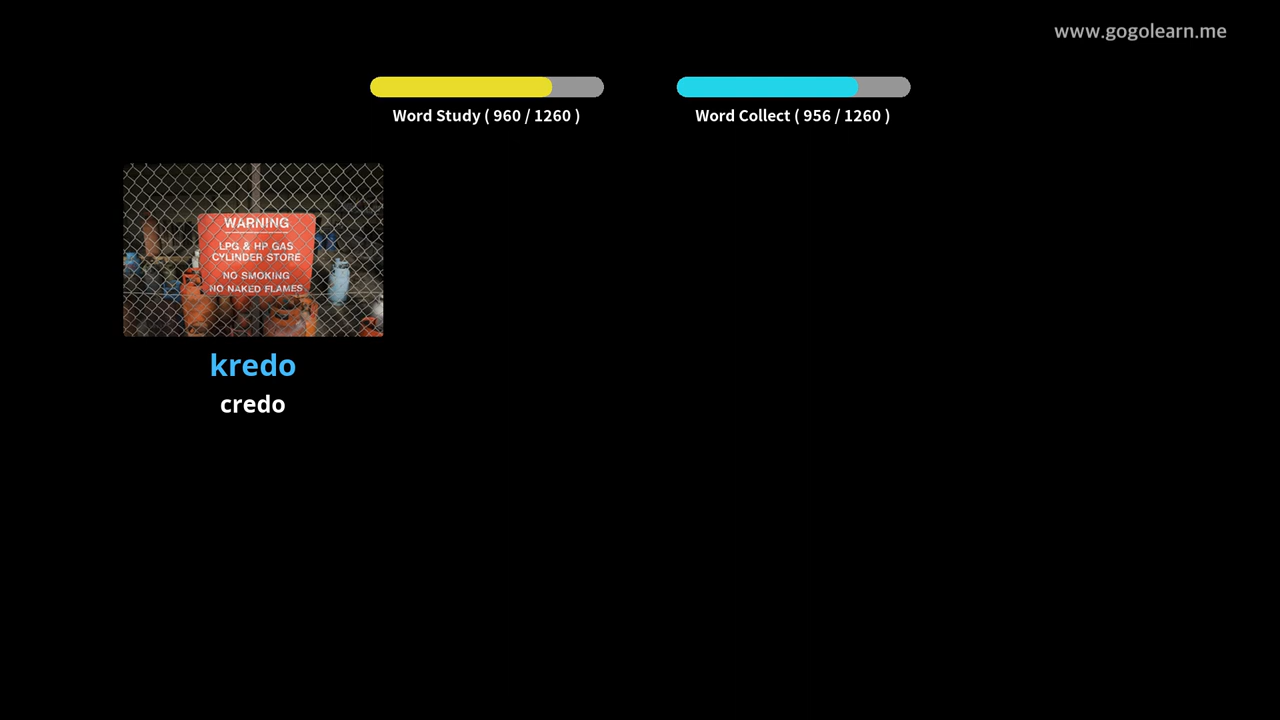 www.gogolearn.me
Word Study ( 960 / 1260 )
Word Collect ( 956 / 1260 )
WARNING
LPG & HP GAS
CYLINDER STORE
NO SMOKING
NO NAKED FLAMES
kredo
credo